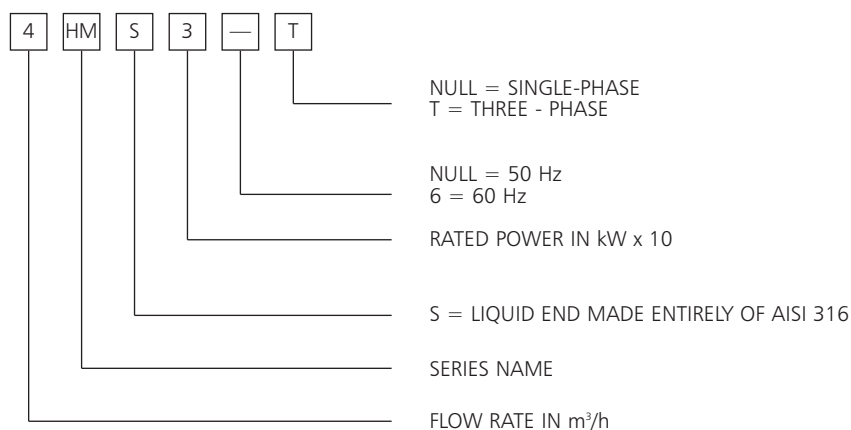 4 HM S 3 — T
NULL = SINGLE-PHASE
T = THREE - PHASE
NULL = 50 Hz
6 = 60 Hz
RATED POWER IN kW x 10
S = LIQUID END MADE ENTIRELY OF AISI 316
SERIES NAME
FLOW RATE IN m³/h